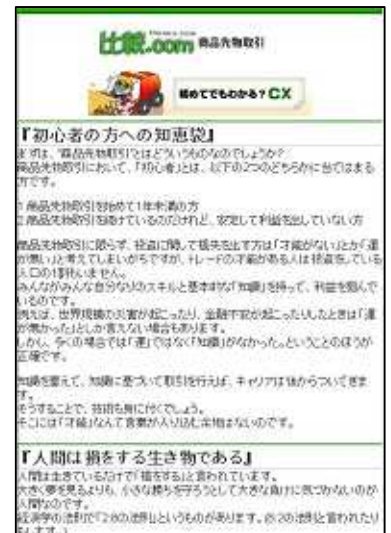 比較.com 商品先物取引
初めてでもわかる?CX
『初心者の方への知恵袋』
まずは、商品先物取引とはどういうものなのでしょうか?
商品先物取引において、「初心者」とは、以下の2つのどちらかに当てはまる
方です。
1.商品先物取引を始めて1年未満の方
2.商品先物取引を続けているのだけれど、安定して利益を出していない方
商品先物取引に限らず、投資に関して損失を出す方は「才能がない」とか「運
が無い」と考えてしまいがちですが、トレードの才能がある人は投資をしている
人口の1割もいません。
みんながみんな自分なりのスキルと基本的な「知識」を持って、利益を掴んで
いるのです。
例えば、世界規模の災害が起こったり、金融不安が起こったりしたときは「運
が無かった」としか言えない場合もあります。
しかし、多くの場合では「運」ではなく「知識」がなかった。ということのほうが
正確です。
知識を蓄えて、知識に基づいて取引を行えば、キャリアは後からついてきま
す。
そうすることで、技術も身に付くでしょう。
そこには「才能」なんて言葉が入り込む余地はないのです。
『人間は損をする生き物である』
人間は生きているだけで「損をする」と言われています。
大きく夢を見るよりも、小さな勝ちを守ろうとして大きな負けに気づかないのが
人間なのです。
経済学の法則で「2:8の法則」というものがあります。(8:2の法則と言われたり
もします。)